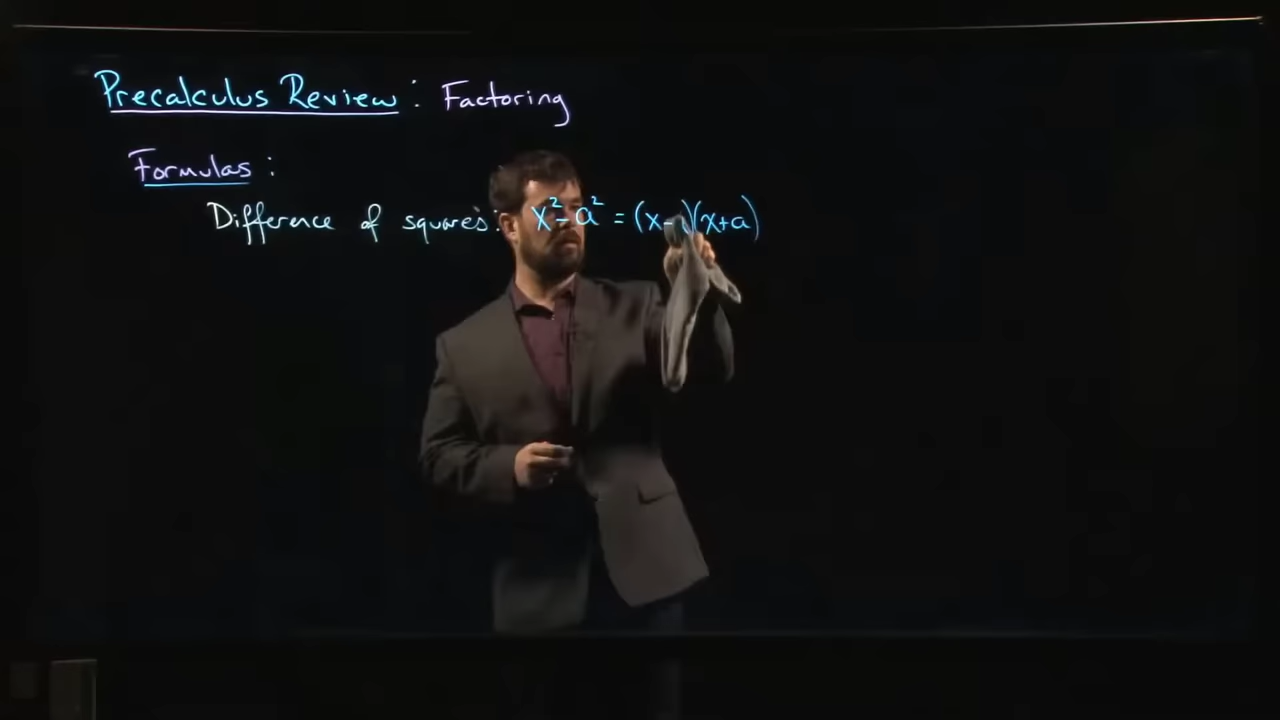 Precalculus Review: Factoring
Formulas:
Difference of squares: x² - a² = (x- )(x+a)